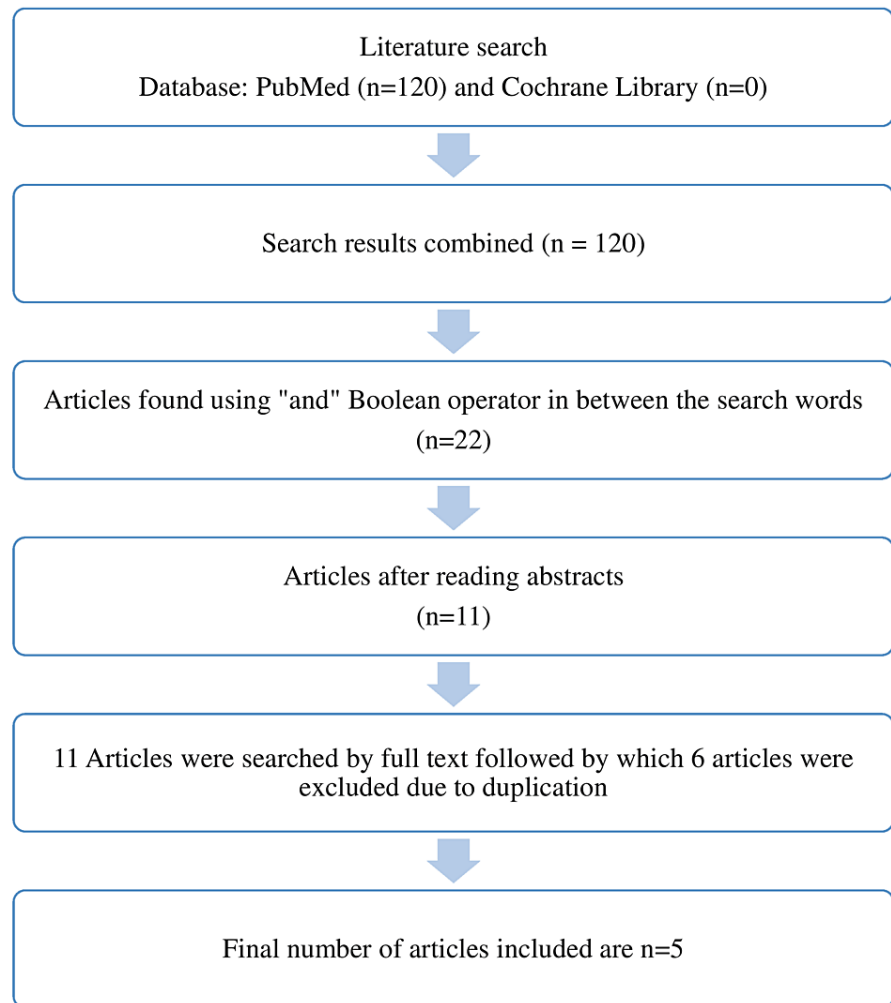 Literature search
Database: PubMed (n=120) and Cochrane Library (n=0)
Search results combined (n = 120)
Articles found using "and" Boolean operator in between the search words
(n=22)
Articles after reading abstracts
(n=11)
11 Articles were searched by full text followed by which 6 articles were
excluded due to duplication
Final number of articles included are n=5